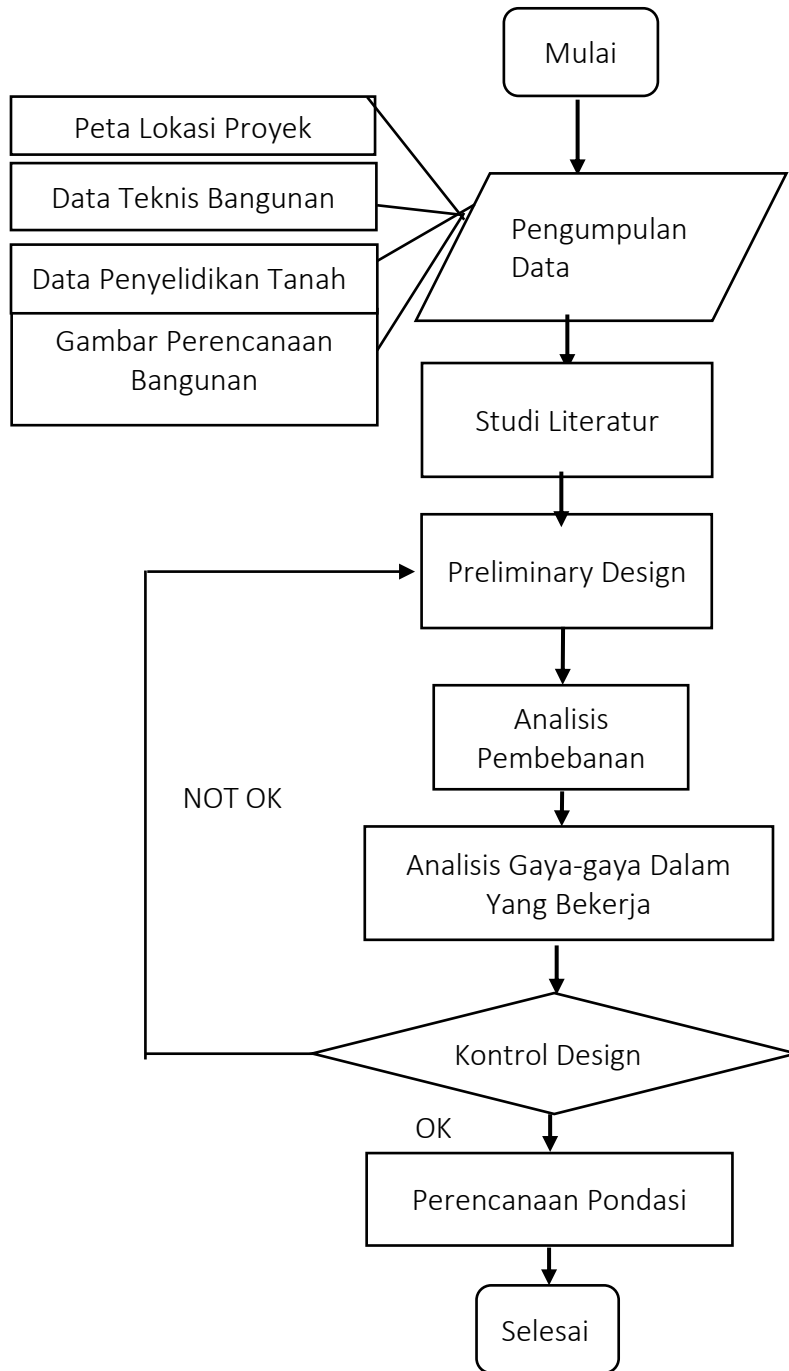 Mulai
Peta Lokasi Proyek
Data Teknis Bangunan
Data Penyelidikan Tanah
Gambar Perencanaan
Bangunan
Pengumpulan
Data
Studi Literatur
Preliminary Design
Analisis
Pembebanan
NOT OK
Analisis Gaya-gaya Dalam
Yang Bekerja
Kontrol Design
OK
Perencanaan Pondasi
Selesai